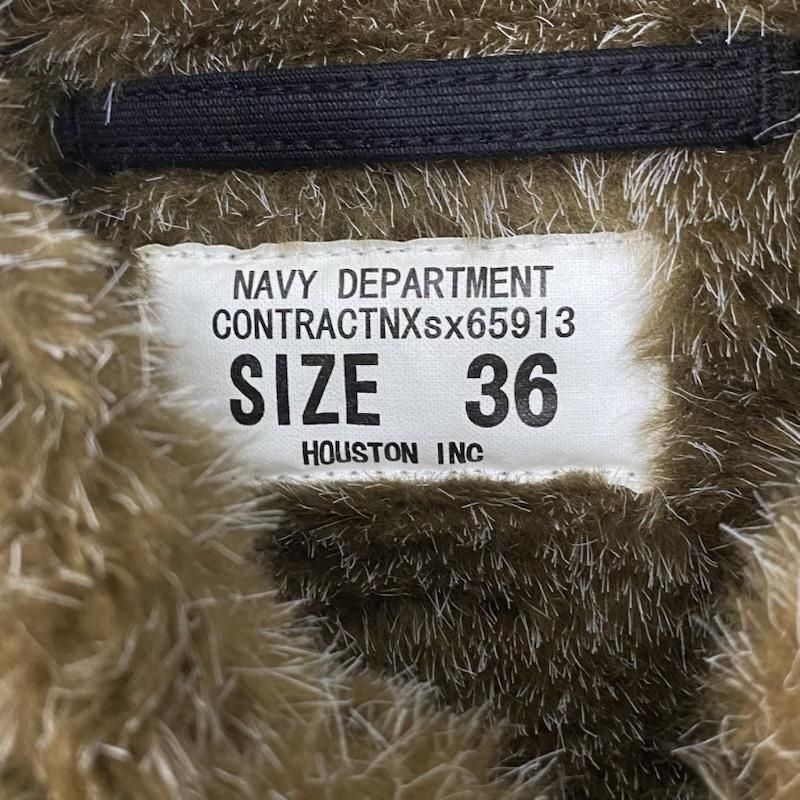 NAVY DEPARTMENT
CONTRACTNXsx65913
SIZE 36
HOUSTON INC